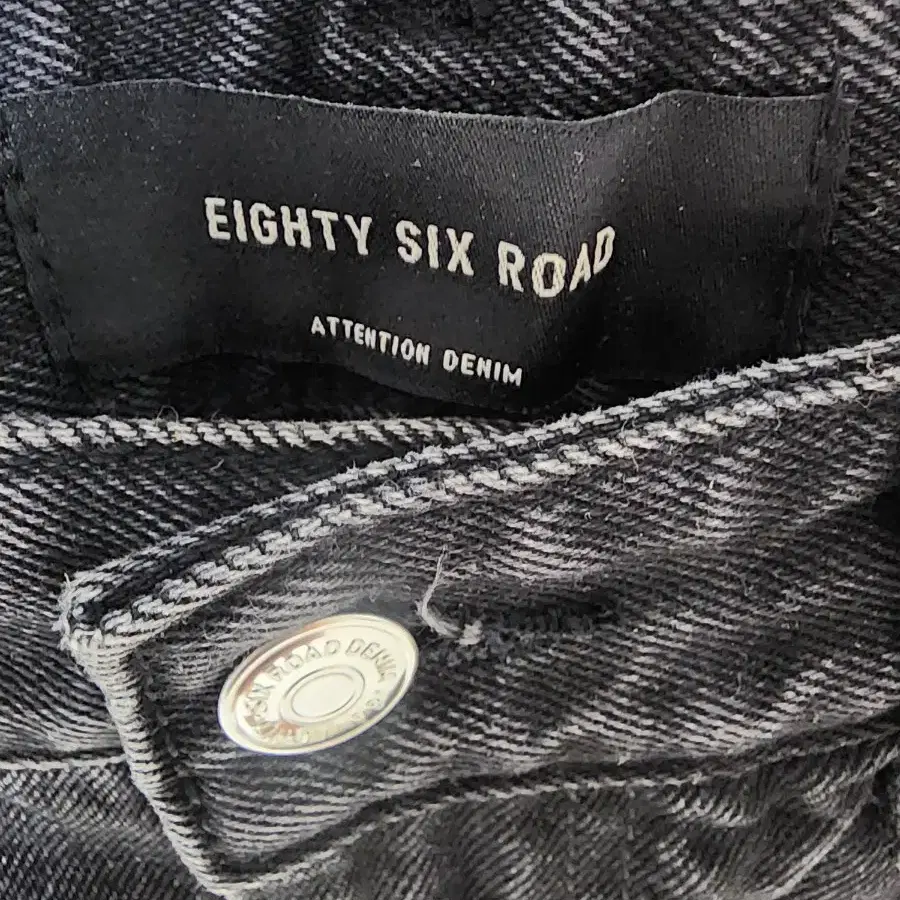 EIGHTY SIX ROAD
ATTENTION DENIM
SIX ROAD DENIM